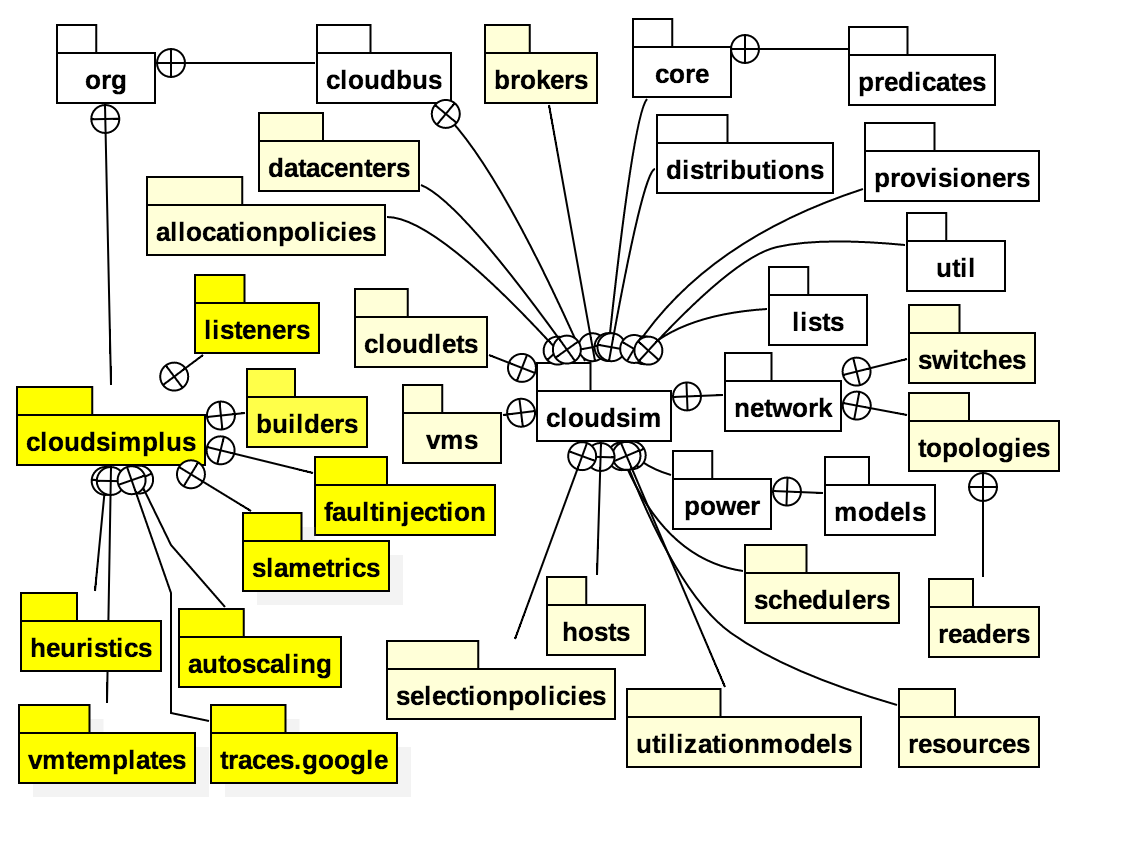 org
cloudbus
brokers
core
predicates
datacenters
distributions
provisioners
allocationpolicies
util
listeners
cloudlets
lists
switches
builders
vms
cloudsim
network
cloudsimplus
topologies
faultinjection
power
models
slametrics
schedulers
heuristics
autoscaling
hosts
readers
selectionpolicies
vmtemplates
traces.google
utilizationmodels
resources